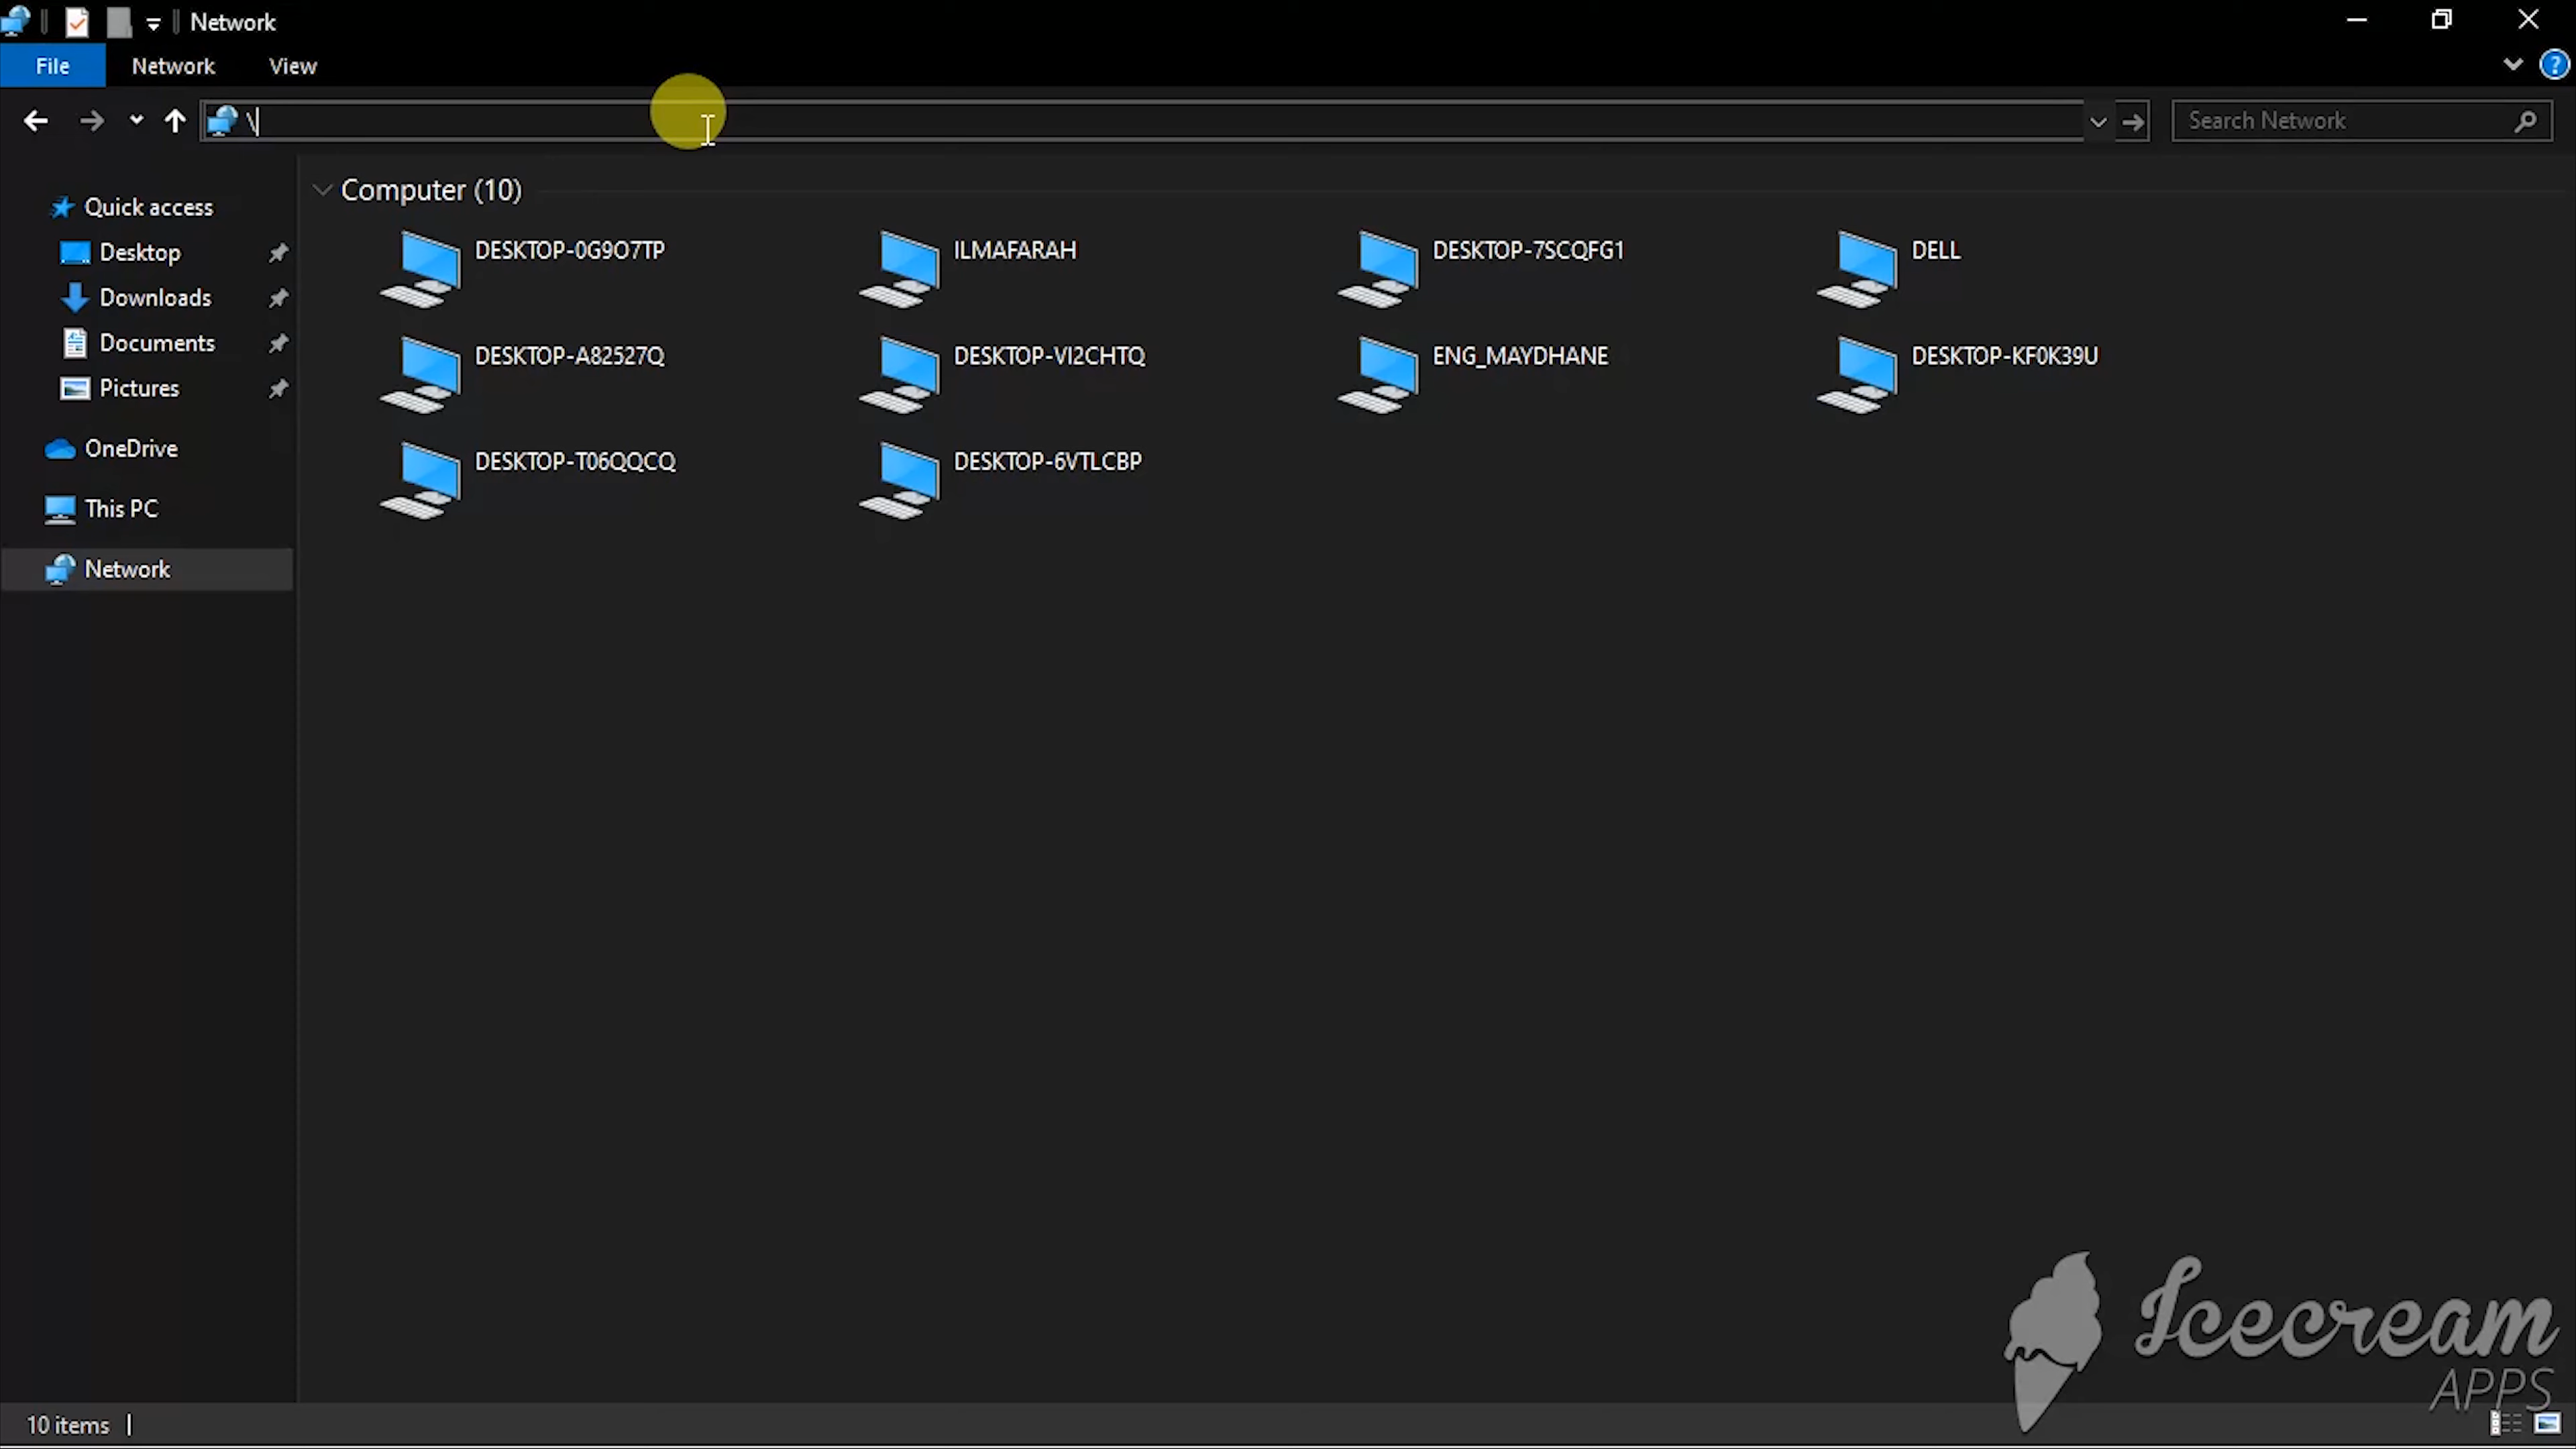 Network
File Network View
\
Search Network
Quick access
Desktop
Downloads
Documents
Pictures
OneDrive
This PC
Network
Computer (10)
DESKTOP-0G9O7TP ILMAFARAH DESKTOP-7SCQFG1 DELL
DESKTOP-A82527Q DESKTOP-VI2CHTQ ENG_MAYDHANE DESKTOP-KF0K39U
DESKTOP-T06QQCQ DESKTOP-6VTLCBP
Icecream
APPS
10 items